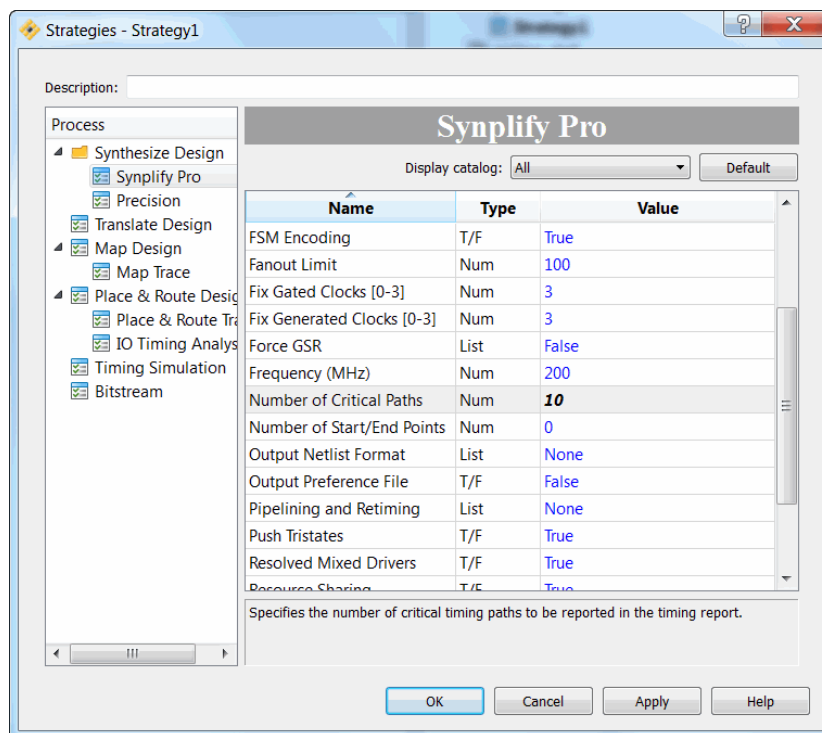 Strategies - Strategy1
Description:
Process
Synthesize Design
Synplify Pro
Precision
Translate Design
Map Design
Map Trace
Place & Route Desig
Place & Route Tra
IO Timing Analys
Timing Simulation
Bitstream
Synplify Pro
Display catalog: All Default
Name Type Value
FSM Encoding T/F True
Fanout Limit Num 100
Fix Gated Clocks [0-3] Num 3
Fix Generated Clocks [0-3] Num 3
Force GSR List False
Frequency (MHz) Num 200
Number of Critical Paths Num 10
Number of Start/End Points Num 0
Output Netlist Format List None
Output Preference File T/F False
Pipelining and Retiming List None
Push Tristates T/F True
Resolved Mixed Drivers T/F True
Resource Sharing T/F True
Specifies the number of critical timing paths to be reported in the timing report.
OK Cancel Apply Help